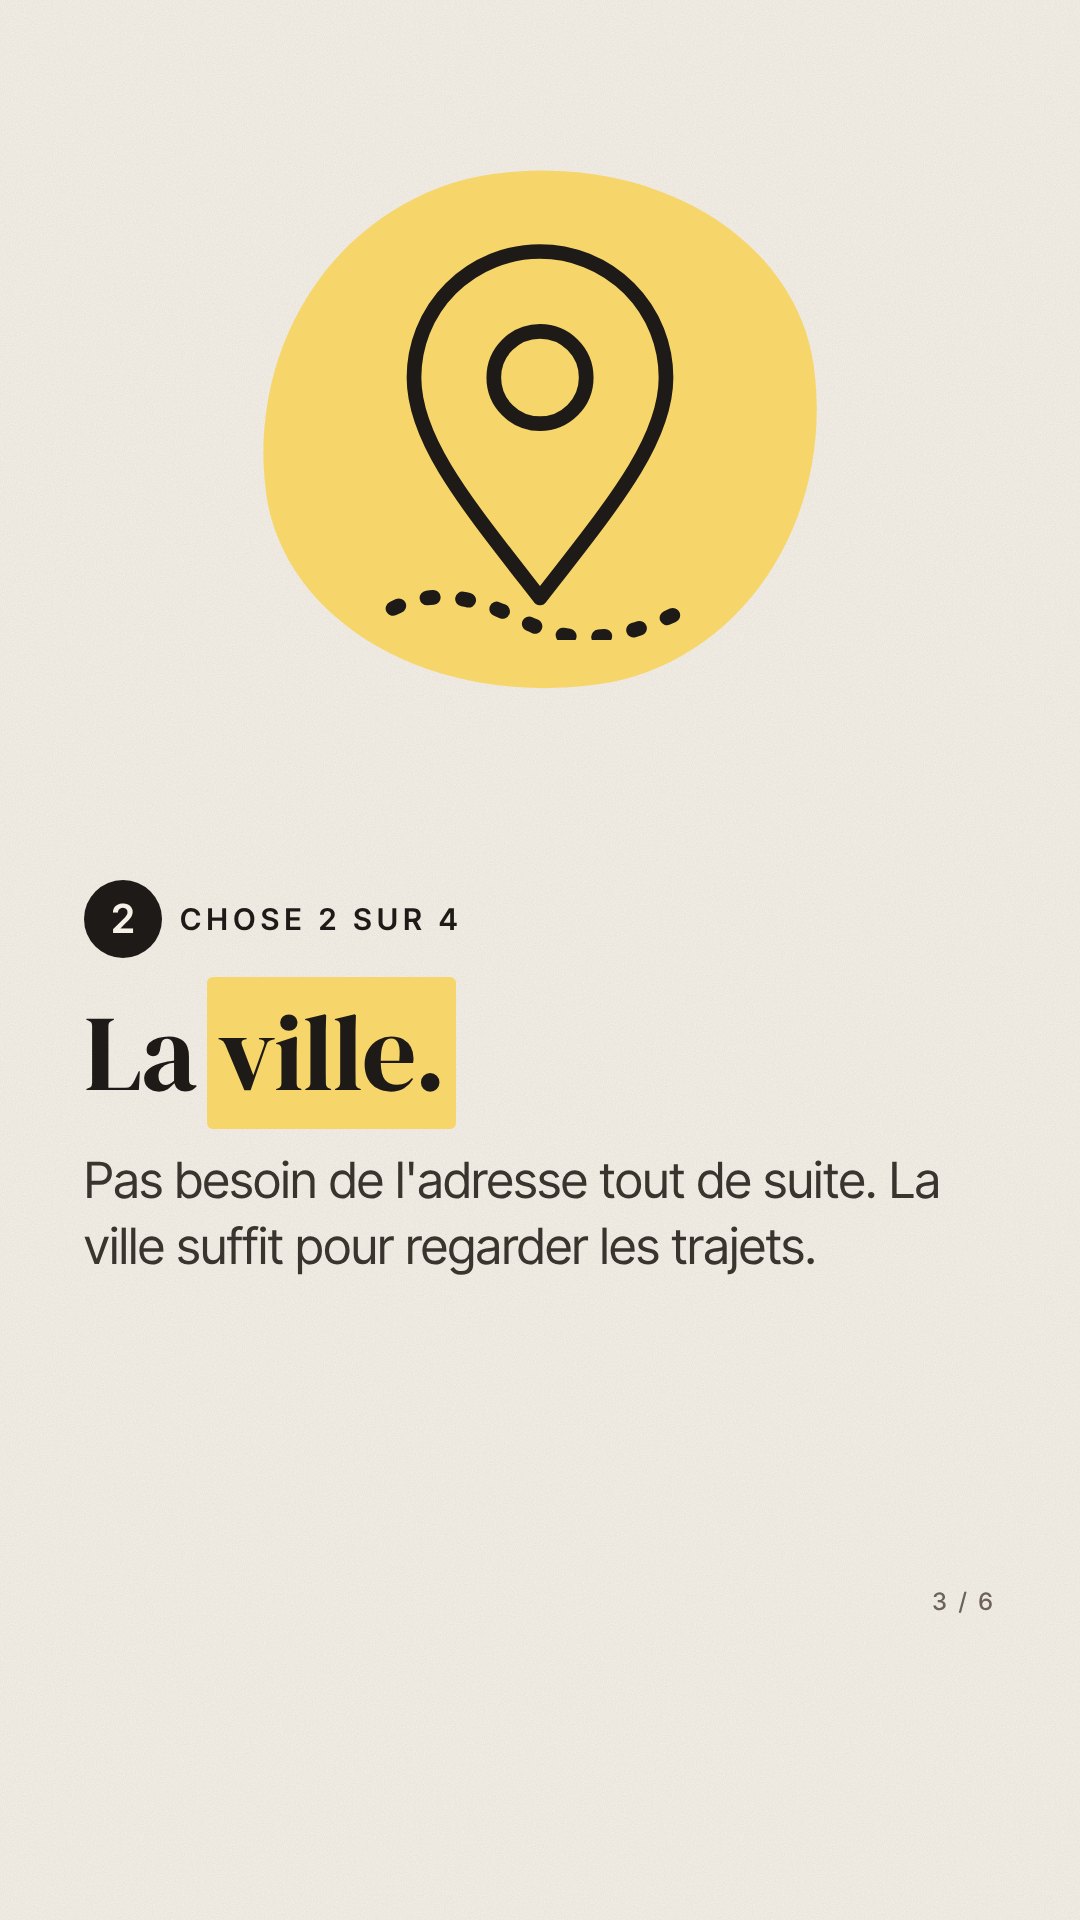 2 CHOSE 2 SUR 4
La ville.
Pas besoin de l'adresse tout de suite. La
ville suffit pour regarder les trajets.
3 / 6